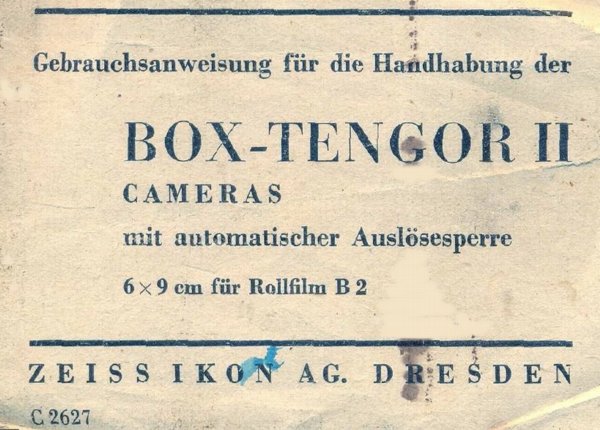 Gebrauchsanweisung für die Handhabung der
BOX-TENGOR II
CAMERAS
mit automatischer Auslösesperre
6 × 9 cm für Rollfilm B 2
ZEISS IKON AG. DRESDEN
C 2627